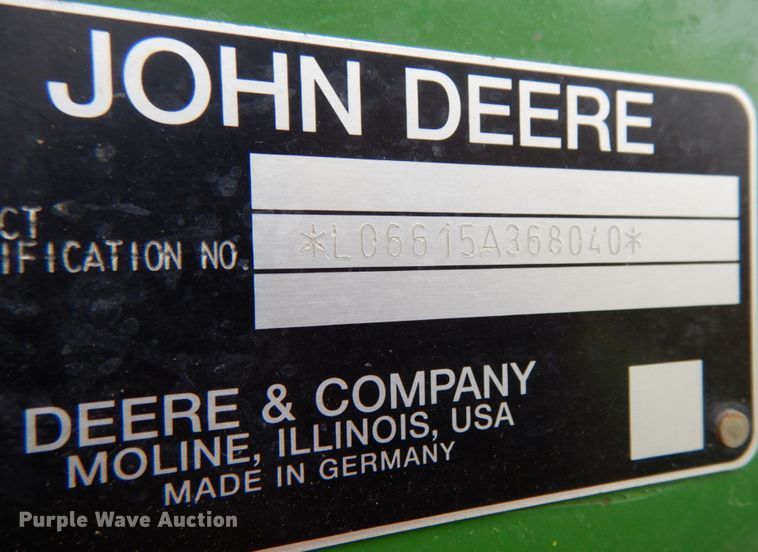 JOHN DEERE
CT
IFICATION NO. *L06615A368040*
DEERE & COMPANY
MOLINE, ILLINOIS, USA
MADE IN GERMANY
Purple Wave Auction